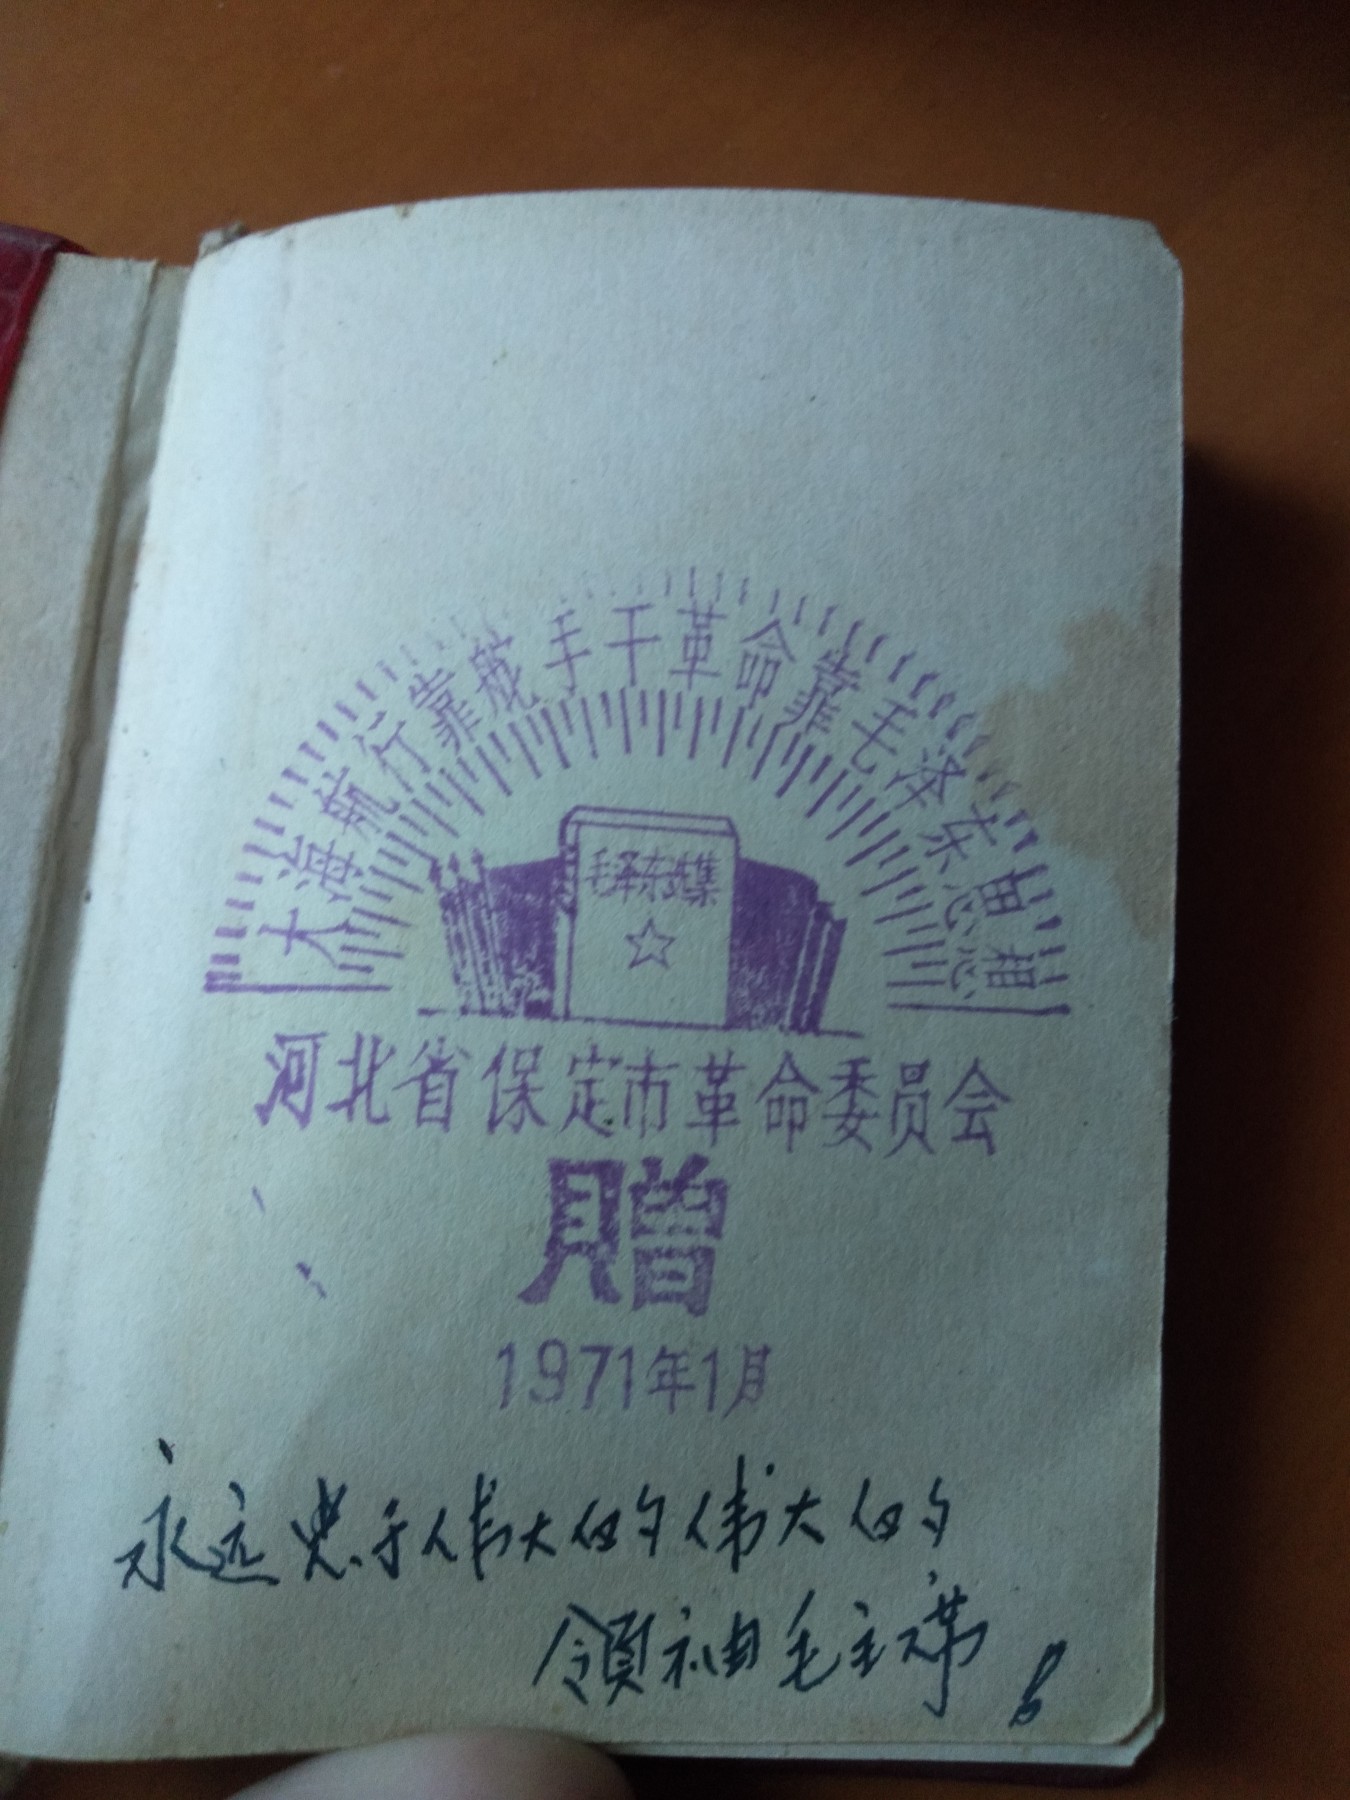 大海航行靠舵手干革命靠毛泽东思想
毛泽东选集
河北省保定市革命委员会
赠
1971年1月
永远忠于伟大的伟大的
领袖毛主席!